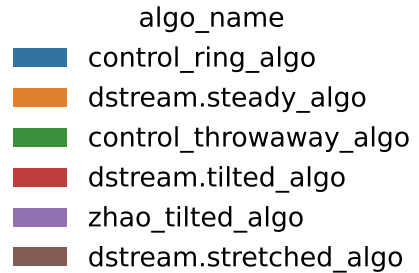 algo_name
control_ring_algo
dstream.steady_algo
control_throwaway_algo
dstream.tilted_algo
zhao_tilted_algo
dstream.stretched_algo